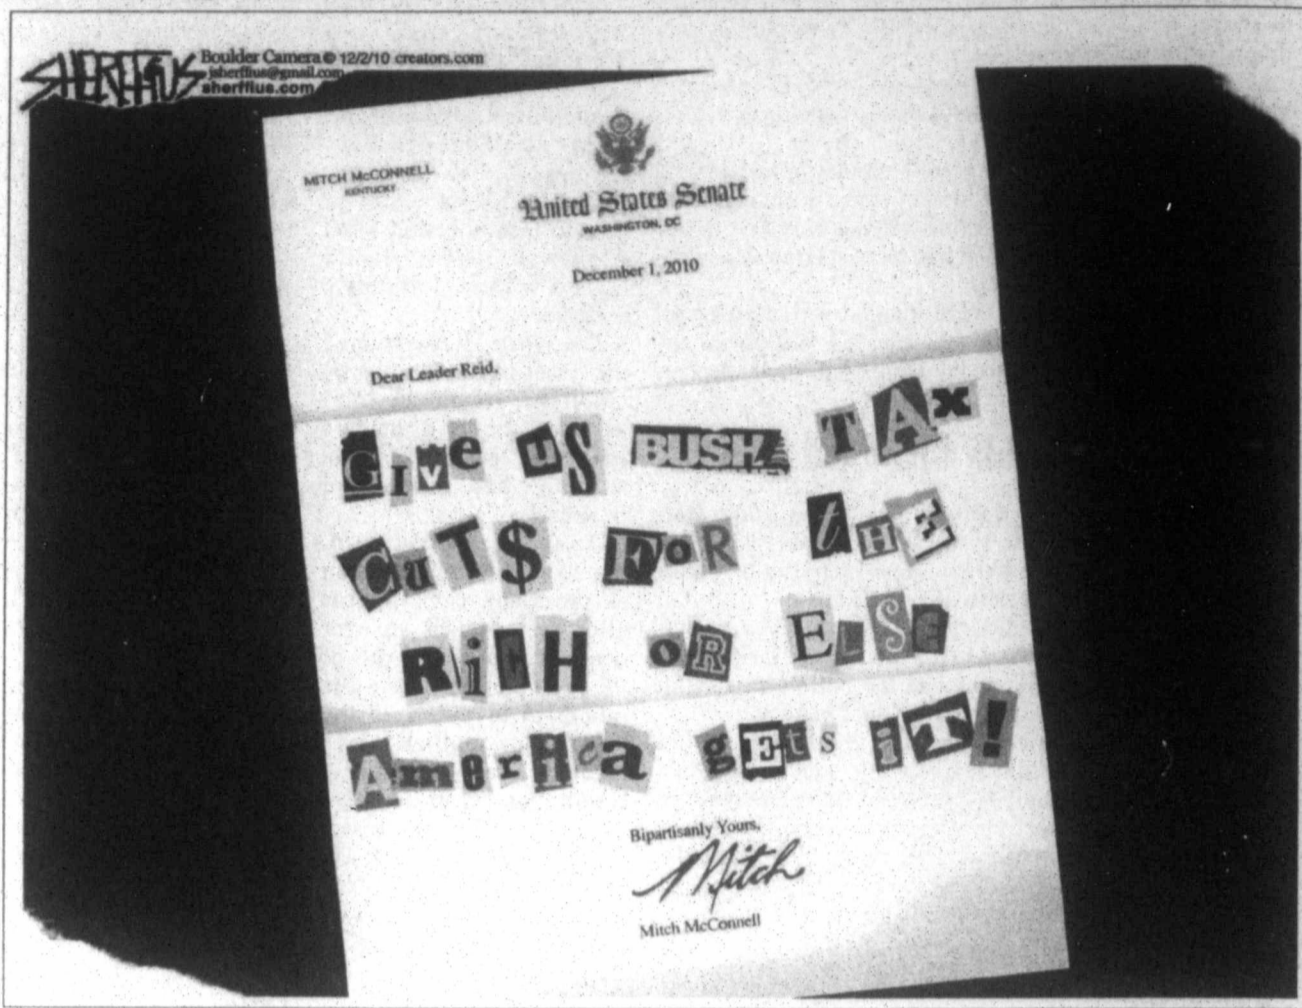 SHERFFIUS
Boulder Camera © 12/2/10 creators.com
jsherffius@gmail.com
sherffius.com
MITCH McCONNELL
KENTUCKY
United States Senate
WASHINGTON, DC
December 1, 2010
Dear Leader Reid,
GIve uS BUSH TAx
CuT$ FoR tHE
RiCH oR ELSE
America gEts iT!
Bipartisanly Yours,
Mitch
Mitch McConnell